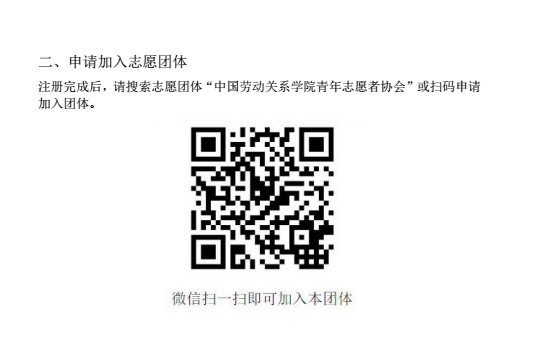 二、申请加入志愿团体
注册完成后，请搜索志愿团体“中国劳动关系学院青年志愿者协会”或扫码申请
加入团体。
微信扫一扫即可加入本团体